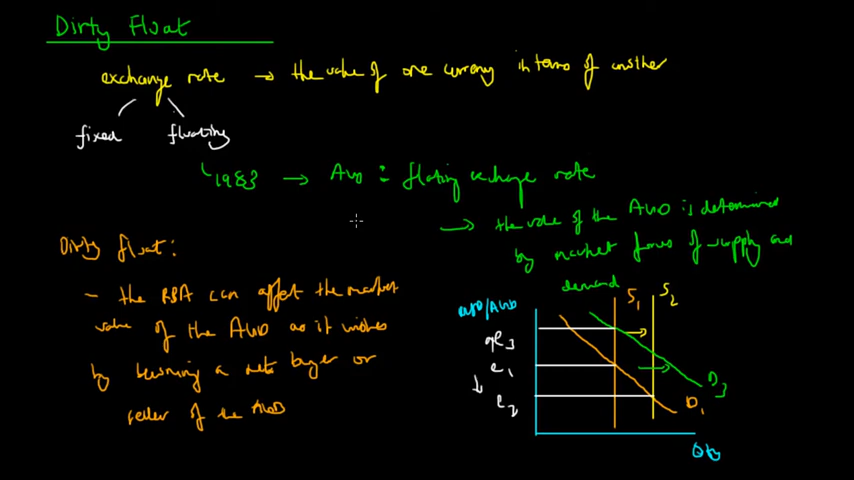 Dirty Float
exchange rate → the value of one currency in terms of another
fixed floating
1983 → AUD : floating exchange rate
→ the value of the AUD is determined
by market forces of supply and
demand
Dirty float:
- the RBA can affect the market
value of the AUD as it wishes
by becoming a net buyer or
seller of the AUD
USD/AUD
S1 S2
e3
e1
↓ e2
D3
D1
Qty